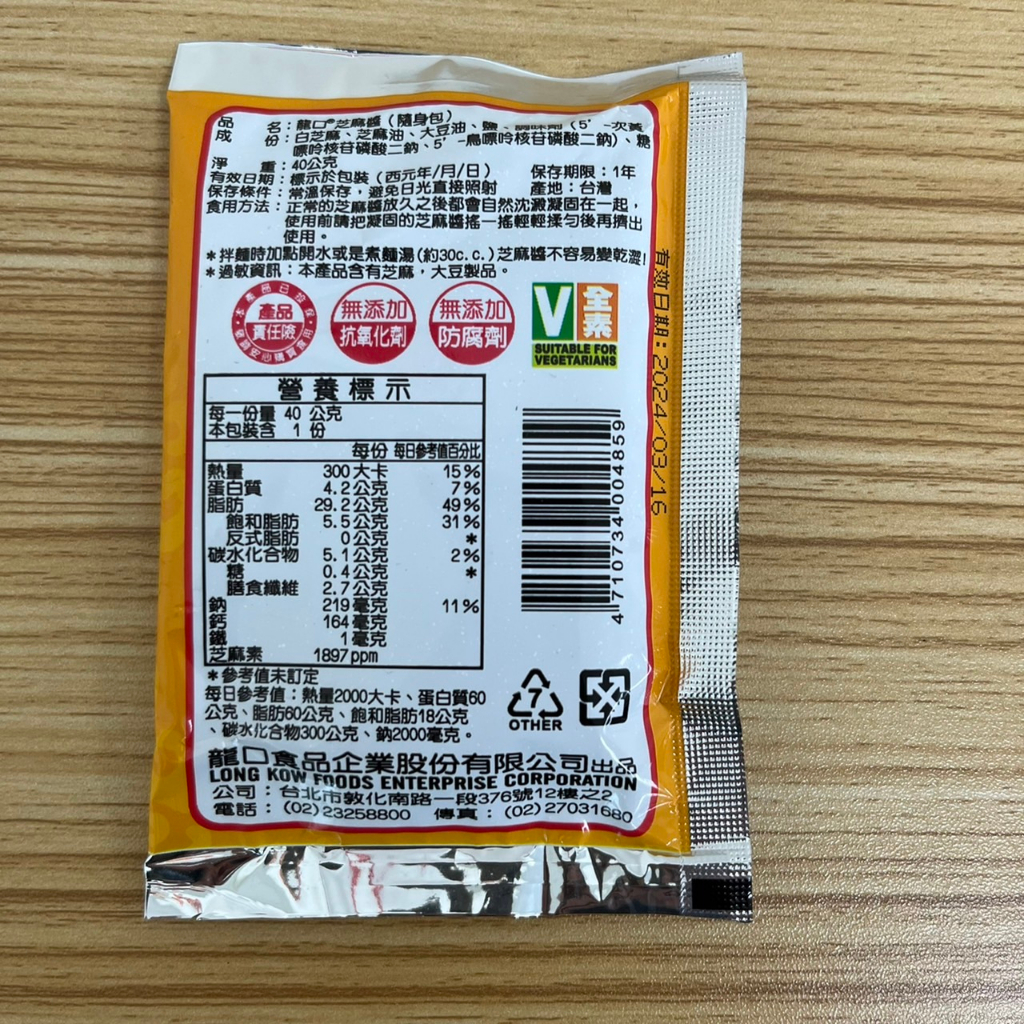 品　　名：龍口®芝麻醬（隨身包）
成　　份：白芝麻、芝麻油、大豆油、鹽、調味劑（5'-次黃
嘌呤核苷磷酸二鈉、5'-鳥嘌呤核苷磷酸二鈉）、糖
淨　　重：40公克
有效日期：標示於包裝（西元年/月/日）　保存期限：1年
保存條件：常溫保存，避免日光直接照射　產地：台灣
食用方法：正常的芝麻醬放久之後都會自然沈澱凝固在一起，
使用前請把凝固的芝麻醬搖一搖輕輕揉勻後再擠出
使用。
*拌麵時加點開水或是煮麵湯(約30c.c.)芝麻醬不容易變乾澀!
*過敏資訊：本產品含有芝麻，大豆製品。
產品
責任險
無添加
抗氧化劑
無添加
防腐劑
V 全素
SUITABLE FOR
VEGETARIANS
有效日期：2024/03/16
營養標示
每一份量 40 公克
本包裝含 1 份
每份 每日參考值百分比
熱量 300大卡 15%
蛋白質 4.2公克 7%
脂肪 29.2公克 49%
飽和脂肪 5.5公克 31%
反式脂肪 0公克 *
碳水化合物 5.1公克 2%
糖 0.4公克 *
膳食纖維 2.7公克
鈉 219毫克 11%
鈣 164毫克
鐵 1毫克
芝麻素 1897ppm
*參考值未訂定
每日參考值：熱量2000大卡、蛋白質60
公克、脂肪60公克、飽和脂肪18公克
、碳水化合物300公克、鈉2000毫克。
4710734004859
7
OTHER
龍口食品企業股份有限公司出品
LONG KOW FOODS ENTERPRISE CORPORATION
公司：台北市敦化南路一段376號12樓之2
電話：(02)23258800　傳真：(02)27031680